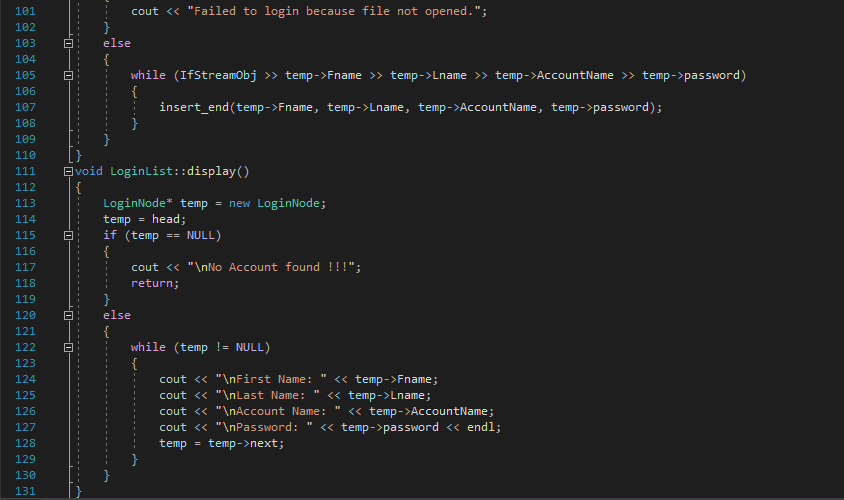 101 cout << "Failed to login because file not opened.";
102 }
103 else
104 {
105 while (IfStreamObj >> temp->Fname >> temp->Lname >> temp->AccountName >> temp->password)
106 {
107 insert_end(temp->Fname, temp->Lname, temp->AccountName, temp->password);
108 }
109 }
110 }
111 void LoginList::display()
112 {
113 LoginNode* temp = new LoginNode;
114 temp = head;
115 if (temp == NULL)
116 {
117 cout << "\nNo Account found !!!";
118 return;
119 }
120 else
121 {
122 while (temp != NULL)
123 {
124 cout << "\nFirst Name: " << temp->Fname;
125 cout << "\nLast Name: " << temp->Lname;
126 cout << "\nAccount Name: " << temp->AccountName;
127 cout << "\nPassword: " << temp->password << endl;
128 temp = temp->next;
129 }
130 }
131 }